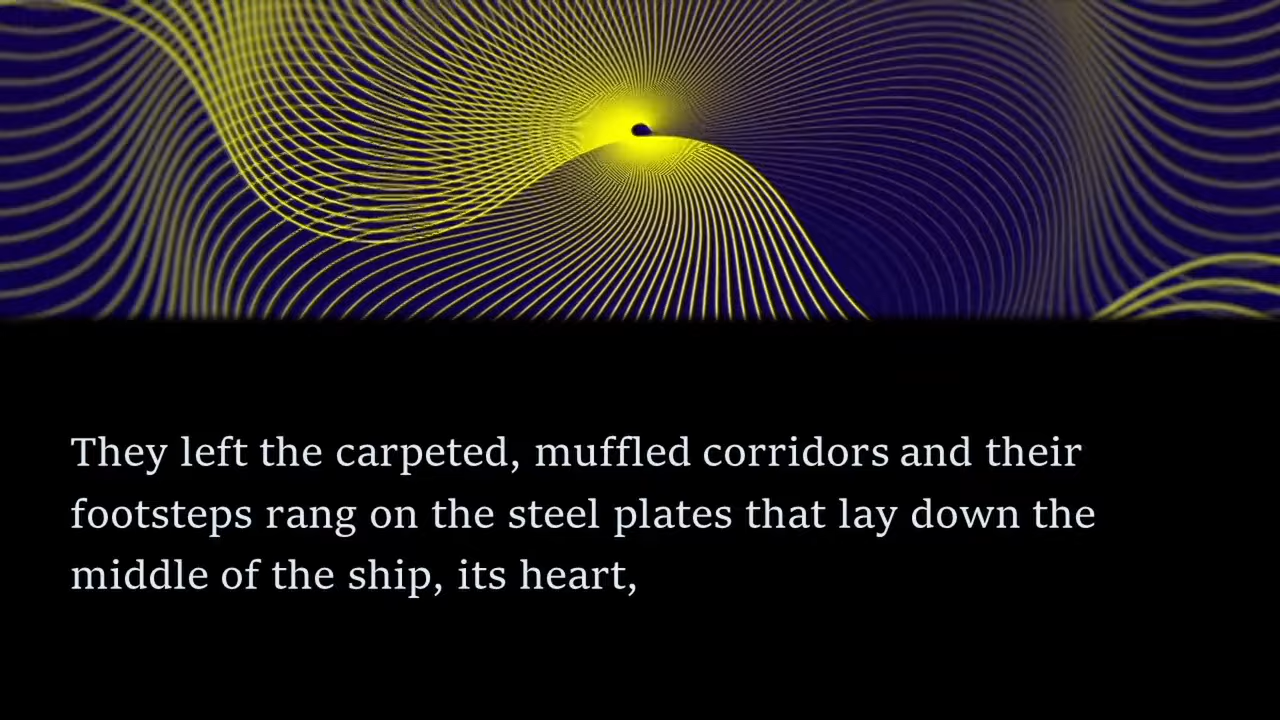 They left the carpeted, muffled corridors and their
footsteps rang on the steel plates that lay down the
middle of the ship, its heart,